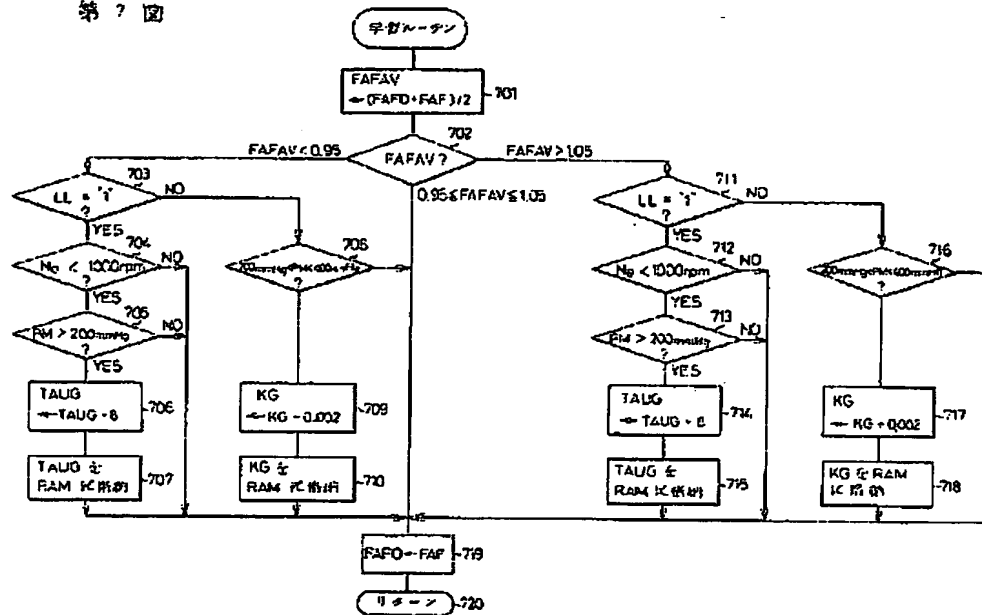 第 7 図
学習ルーチン
FAFAV
←(FAFO+FAF)/2
701
702
FAFAV ?
FAFAV<0.95
FAFAV>1.05
0.95≦FAFAV≦1.05
703
LL = "1"
?
NO
YES
704
Ne < 1000rpm
?
NO
YES
705
PM > 200mmHg
?
NO
YES
TAUG
706
TAUG を
RAM に格納
707
?
KG
← KG - 0.002
709
KG を
RAM に格納
710
711
LL = "1"
?
NO
YES
712
Ne < 1000rpm
?
NO
YES
713
PM > 200mmHg
?
NO
YES
TAUG
714
TAUG を
RAM に格納
715
716
?
KG
← KG + 0.002
717
KG を RAM
に格納
718
FAFO←FAF
719
リターン
720